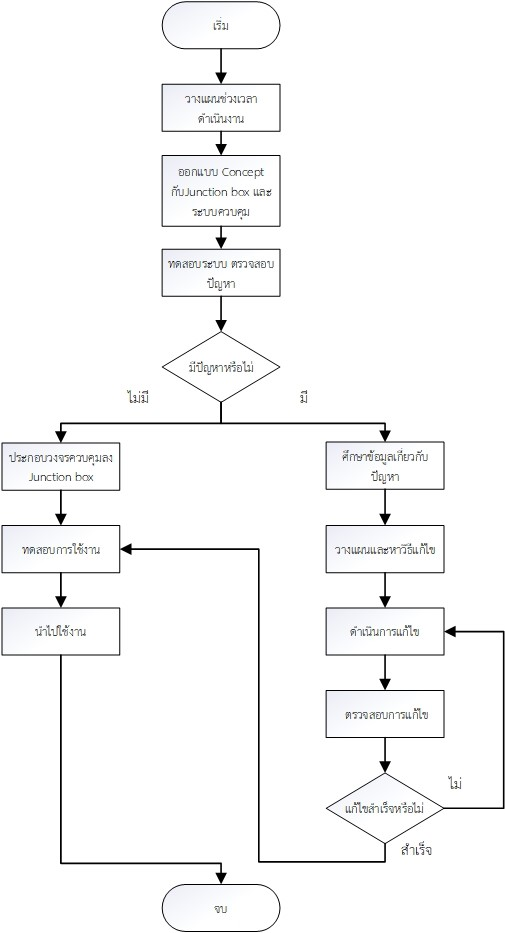 เริ่ม
วางแผนช่วงเวลา
ดำเนินงาน
ออกแบบ Concept
กับJunction box และ
ระบบควบคุม
ทดสอบระบบ ตรวจสอบ
ปัญหา
มีปัญหาหรือไม่
ไม่มี
มี
ประกอบวงจรควบคุมลง
Junction box
ศึกษาข้อมูลเกี่ยวกับ
ปัญหา
ทดสอบการใช้งาน
วางแผนและหาวิธีแก้ไข
นำไปใช้งาน
ดำเนินการแก้ไข
ตรวจสอบการแก้ไข
ไม่
แก้ไขสำเร็จหรือไม่
สำเร็จ
จบ